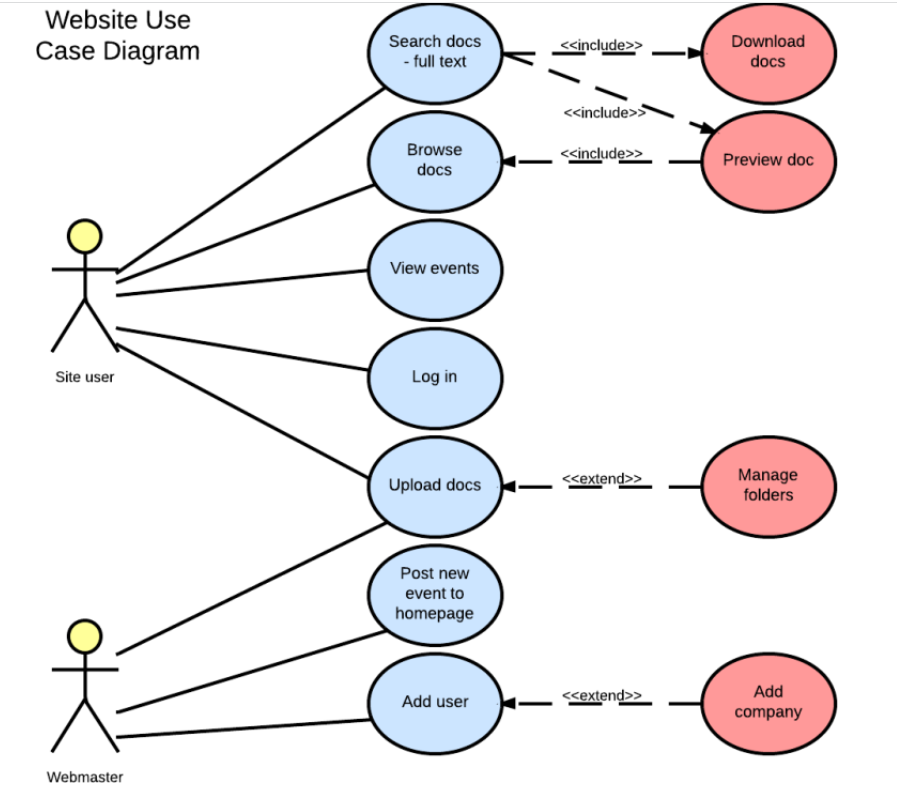 Website Use
Case Diagram
Search docs
- full text
<<include>>
Download
docs
<<include>>
Browse
docs
<<include>>
Preview doc
View events
Site user
Log in
Upload docs
<<extend>>
Manage
folders
Post new
event to
homepage
Add user
<<extend>>
Add
company
Webmaster